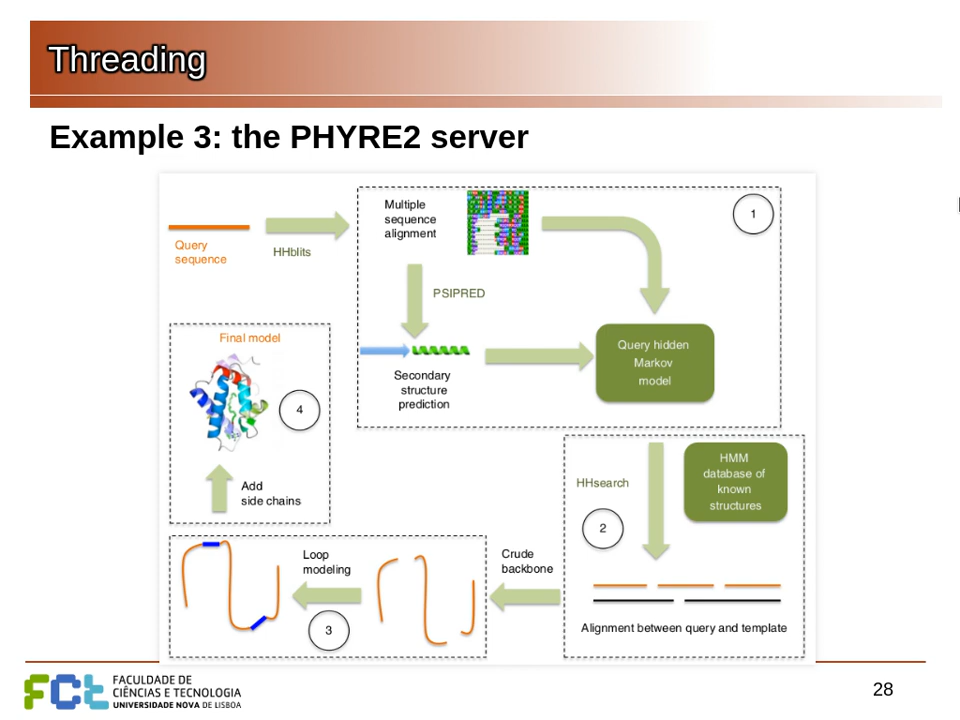 Threading
Example 3: the PHYRE2 server
Query
sequence
HHblits
Multiple
sequence
alignment
1
PSIPRED
Secondary
structure
prediction
Query hidden
Markov
model
Final model
4
Add
side chains
HHsearch
2
HMM
database of
known
structures
Alignment between query and template
Crude
backbone
Loop
modeling
3
FCt
FACULDADE DE
CIÊNCIAS E TECNOLOGIA
UNIVERSIDADE NOVA DE LISBOA
28